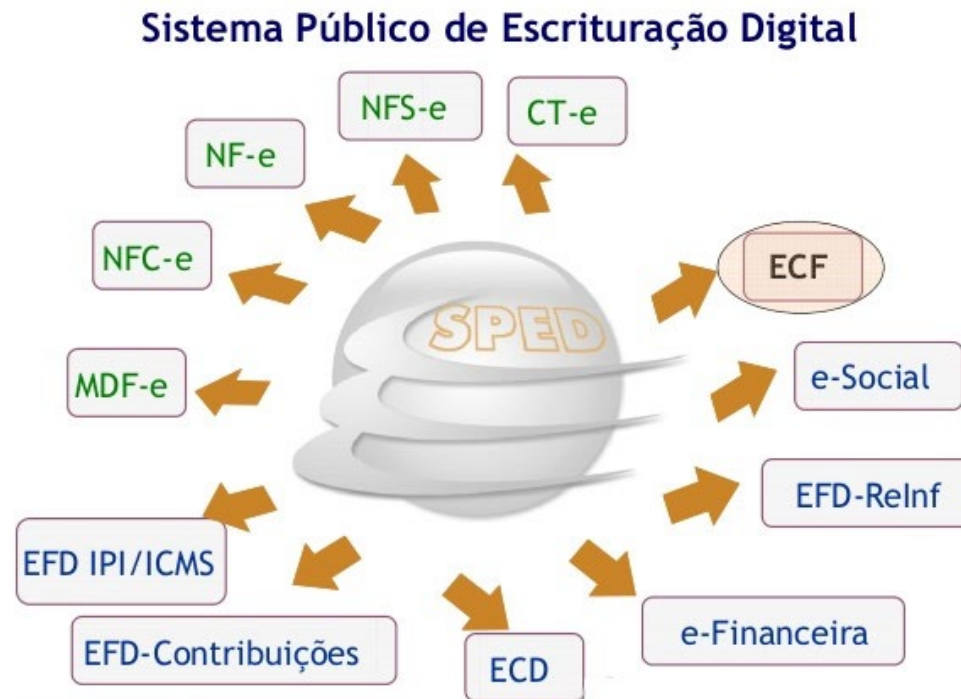 Sistema Público de Escrituração Digital
NFS-e
CT-e
NF-e
NFC-e
ECF
SPED
MDF-e
e-Social
EFD-ReInf
EFD IPI/ICMS
e-Financeira
EFD-Contribuições
ECD